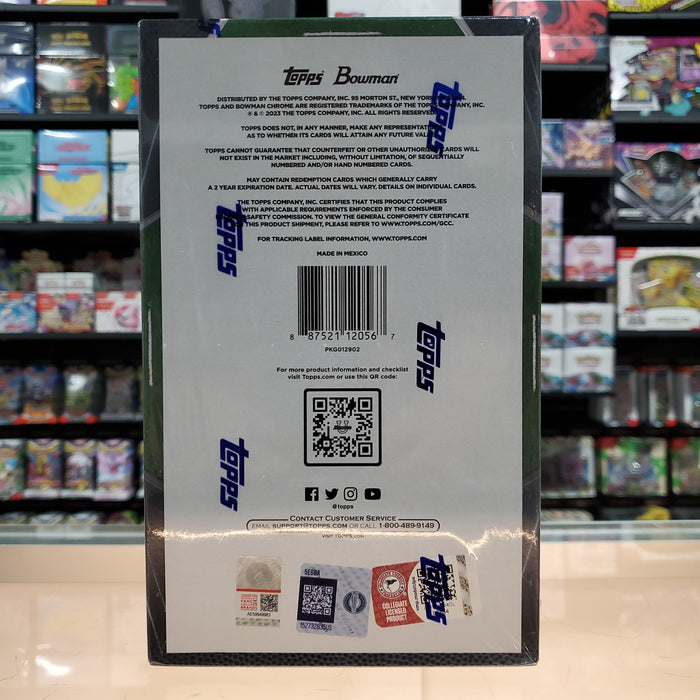 Topps Bowman
DISTRIBUTED BY THE TOPPS COMPANY, INC. 95 MORTON ST., NEW YORK
TOPPS AND BOWMAN CHROME ARE REGISTERED TRADEMARKS OF THE TOPPS COMPANY, INC.
® & © 2023 THE TOPPS COMPANY, INC. ALL RIGHTS RESERVED
TOPPS DOES NOT, IN ANY MANNER, MAKE ANY
AS TO WHETHER ITS CARDS WILL ATTAIN ANY FUTURE
TOPPS CANNOT GUARANTEE THAT COUNTERFEIT OR OTHER CARDS WILL
NOT EXIST IN THE MARKET INCLUDING, WITHOUT LIMITATION, OF SEQUENTIALLY
NUMBERED AND/OR HAND NUMBERED CARDS.
MAY CONTAIN REDEMPTION CARDS WHICH GENERALLY CARRY
A 2 YEAR EXPIRATION DATE. ACTUAL DATES WILL VARY. DETAILS ON INDIVIDUAL CARDS.
THE TOPPS COMPANY, INC. CERTIFIES THAT THIS PRODUCT COMPLIES
WITH APPLICABLE REQUIREMENTS ENFORCED BY THE CONSUMER
SAFETY COMMISSION. TO VIEW THE GENERAL CONFORMITY CERTIFICATE
THIS PRODUCT SHIPMENT, PLEASE REFER TO WWW.TOPPS.COM/GCC.
FOR TRACKING LABEL INFORMATION, WWW.TOPPS.COM
MADE IN MEXICO
8 87521 12056 7
PKG012902
For more product information and checklist
visit Topps.com or use this QR code:
@topps
CONTACT CUSTOMER SERVICE
EMAIL SUPPORT@TOPPS.COM OR CALL 1-800-489-9149
VISIT TOPPS.COM
topps
topps
topps
topps
topps
5E60A
COLLEGIATE
LICENSED
PRODUCT